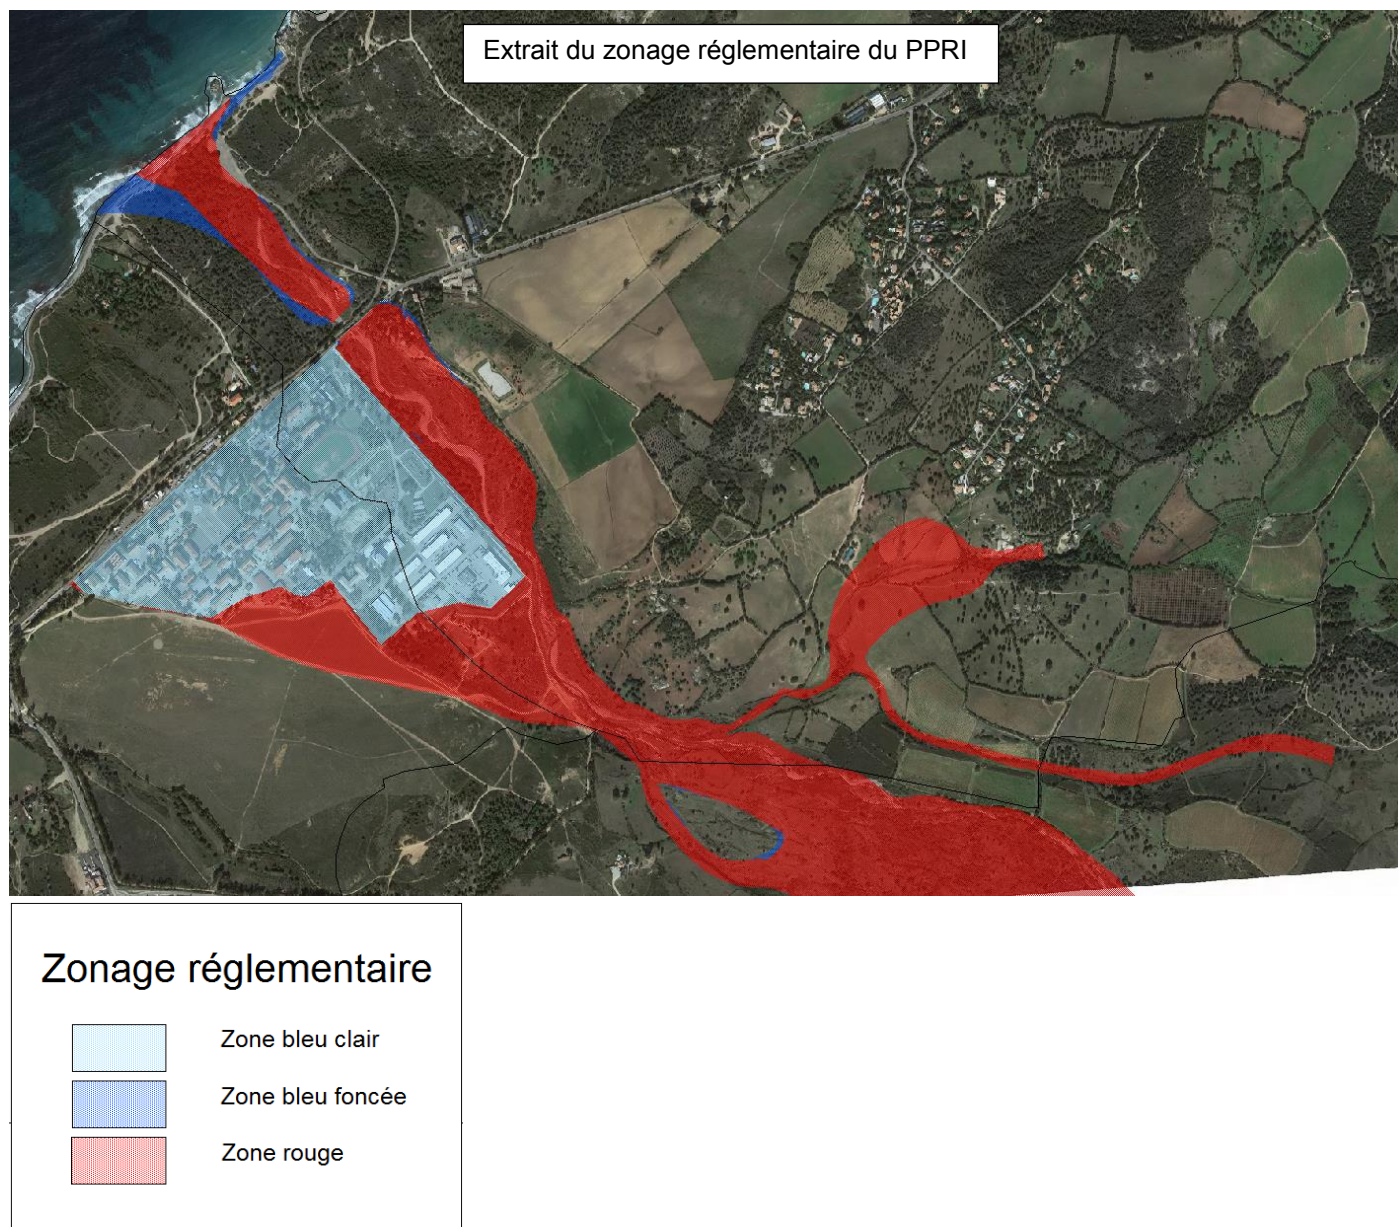 Extrait du zonage réglementaire du PPRI
Zonage réglementaire
Zone bleu clair
Zone bleu foncée
Zone rouge